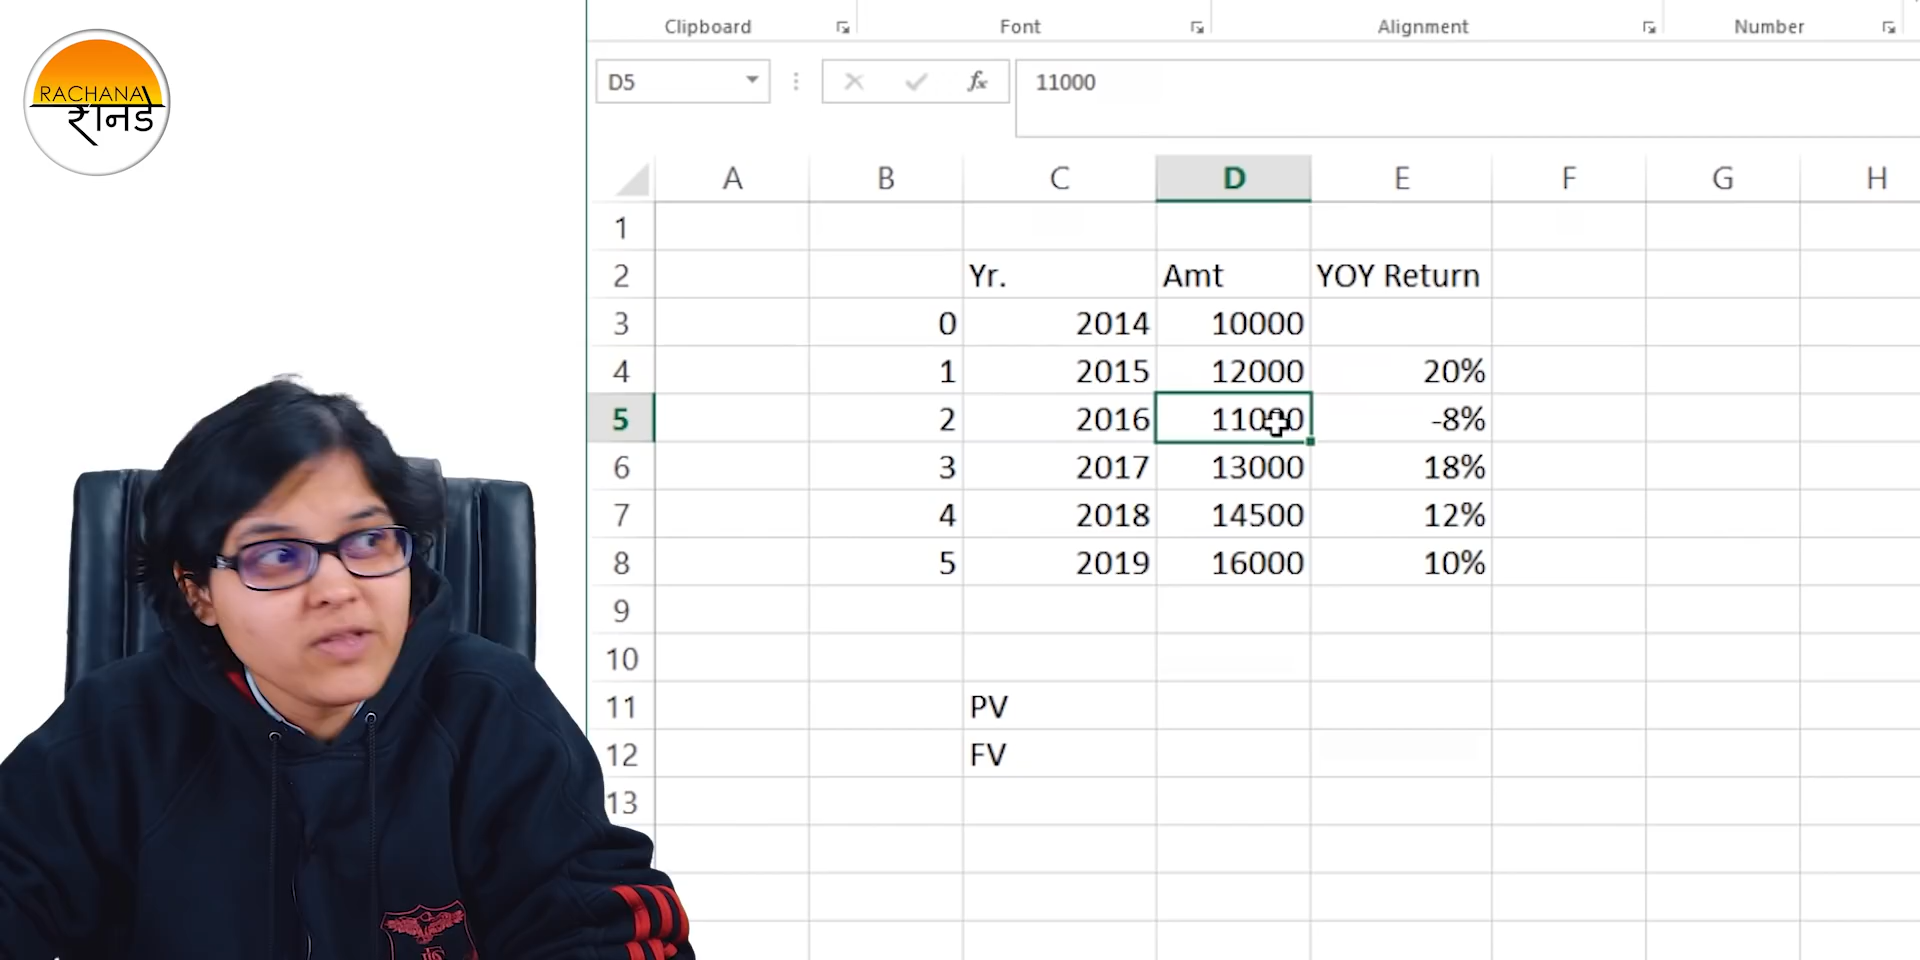 RACHANA
रानडे
Clipboard
Font
Alignment
Number
D5
fx
11000
A B C D E F G H
1
2 Yr. Amt YOY Return
3 0 2014 10000
4 1 2015 12000 20%
5 2 2016 11000 -8%
6 3 2017 13000 18%
7 4 2018 14500 12%
8 5 2019 16000 10%
9
10
11 PV
12 FV
13